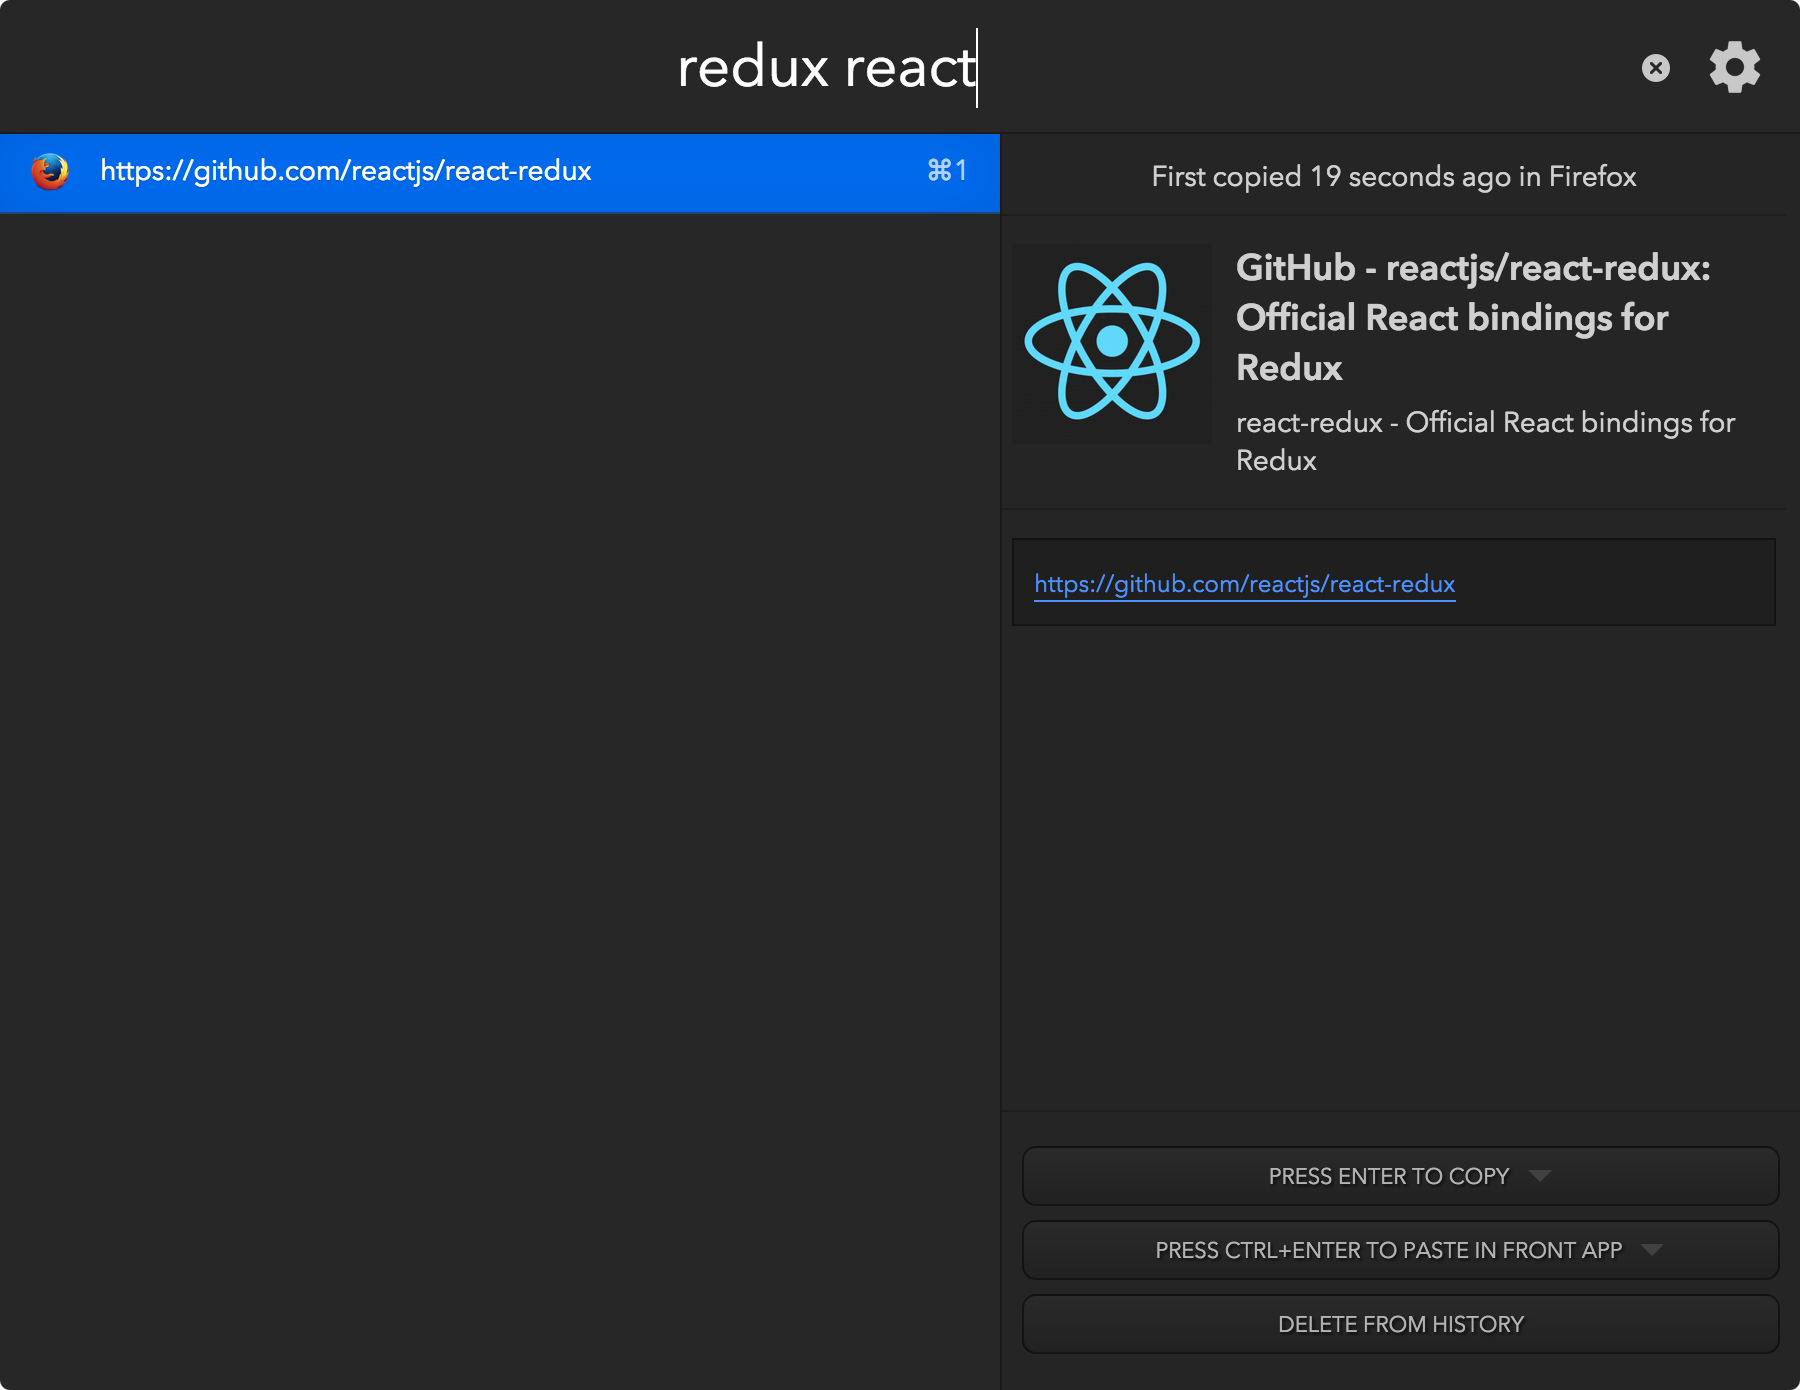 redux react
https://github.com/reactjs/react-redux ⌘1
First copied 19 seconds ago in Firefox
GitHub - reactjs/react-redux:
Official React bindings for
Redux
react-redux - Official React bindings for
Redux
https://github.com/reactjs/react-redux
PRESS ENTER TO COPY
PRESS CTRL+ENTER TO PASTE IN FRONT APP
DELETE FROM HISTORY